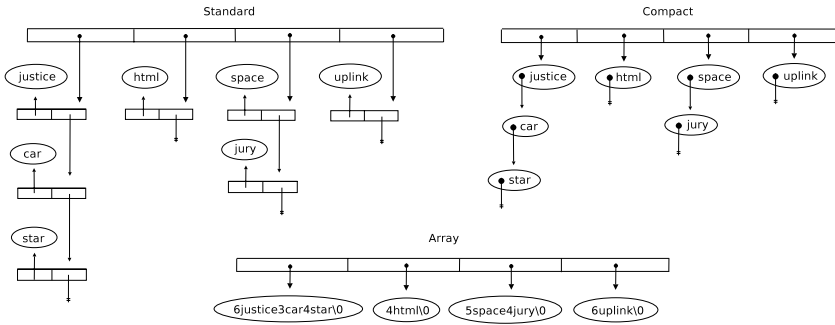 Standard
Compact
justice
html
space
uplink
justice
html
space
uplink
car
jury
car
jury
star
star
Array
6justice3car4star\0
4html\0
5space4jury\0
6uplink\0